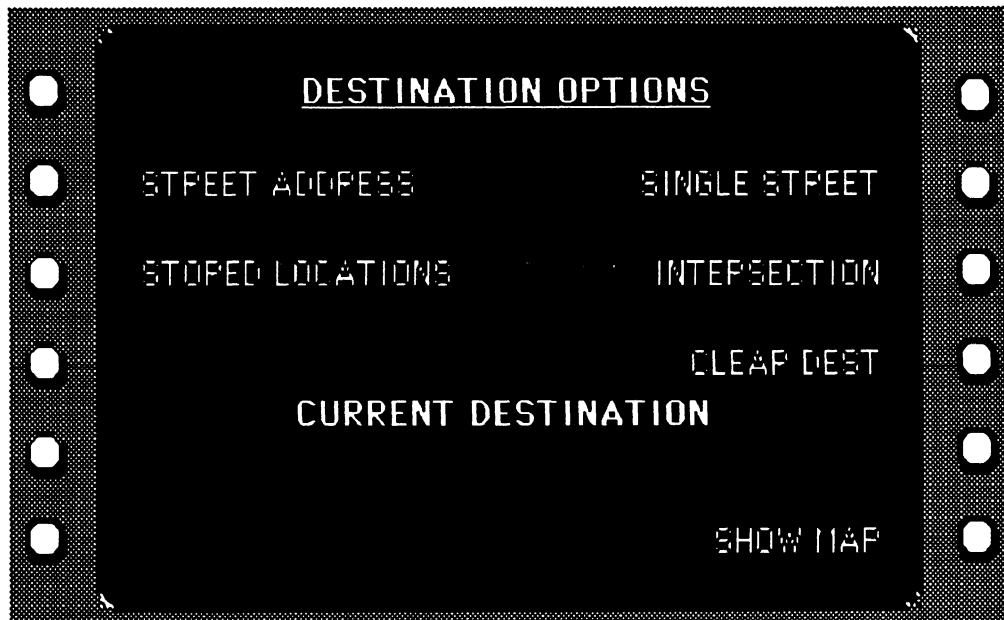 DESTINATION OPTIONS
STREET ADDRESS SINGLE STREET
STORED LOCATIONS INTERSECTION
CLEAR DEST
CURRENT DESTINATION
SHOW MAP